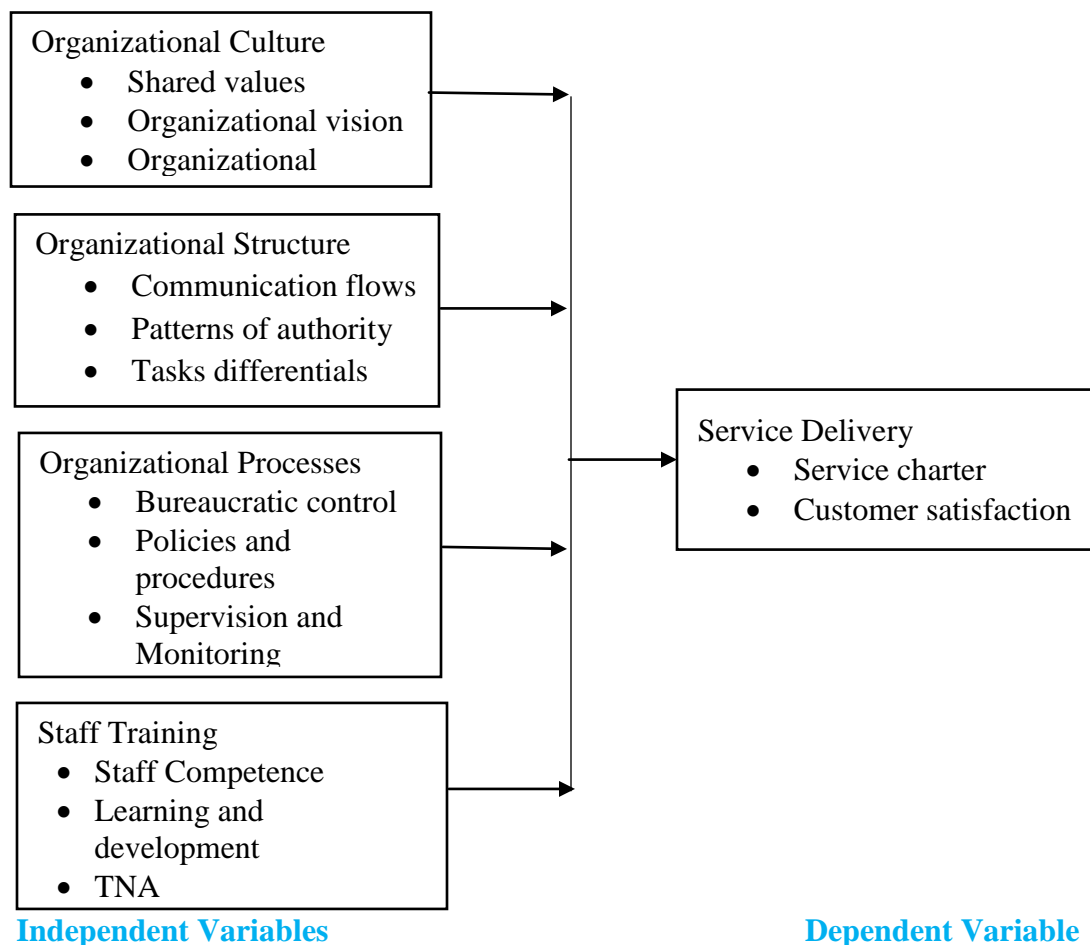 Organizational Culture
• Shared values
• Organizational vision
• Organizational
Organizational Structure
• Communication flows
• Patterns of authority
• Tasks differentials
Organizational Processes
• Bureaucratic control
• Policies and
procedures
• Supervision and
Monitoring
Staff Training
• Staff Competence
• Learning and
development
• TNA
Service Delivery
• Service charter
• Customer satisfaction
Independent Variables
Dependent Variable